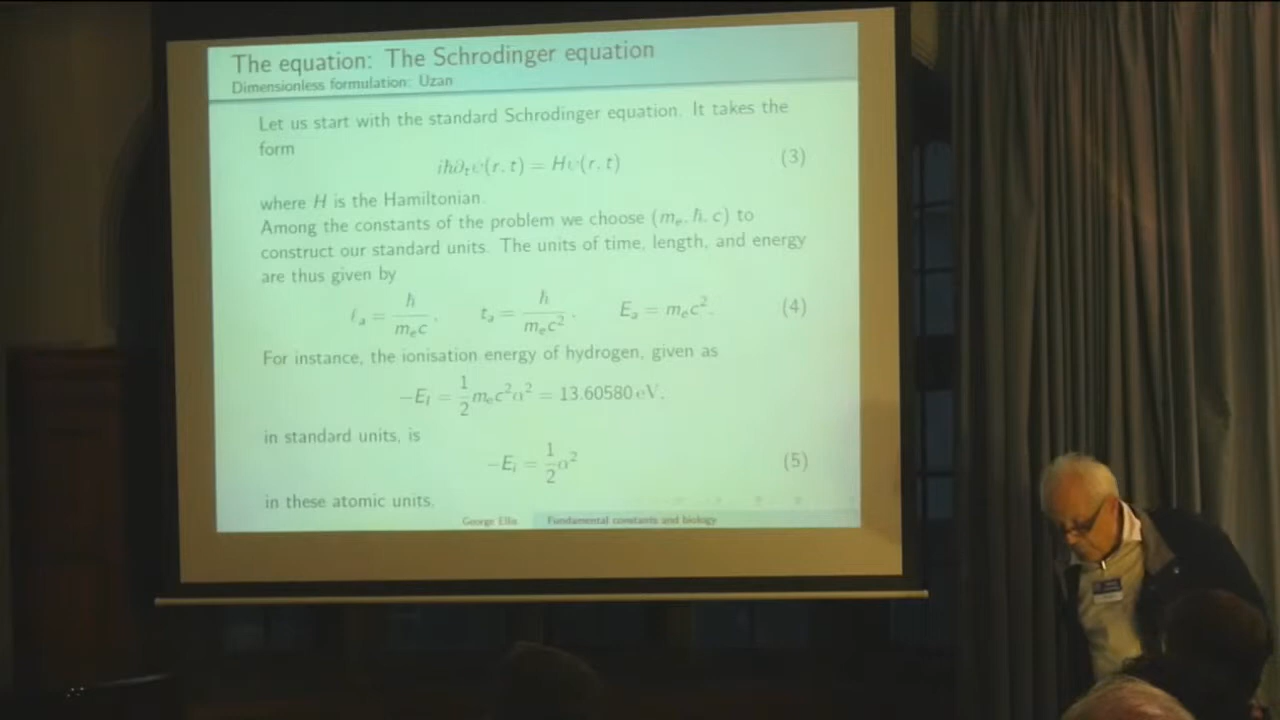 The equation: The Schrodinger equation
Dimensionless formulation: Uzan
Let us start with the standard Schrodinger equation. It takes the
form
iħ∂ₜψ(r, t) = Hψ(r, t) (3)
where H is the Hamiltonian.
Among the constants of the problem we choose (mₑ, ħ, c) to
construct our standard units. The units of time, length, and energy
are thus given by
ℓₐ = ħ/(mₑc), tₐ = ħ/(mₑc²), Eₐ = mₑc². (4)
For instance, the ionisation energy of hydrogen, given as
−E_I = 1/2 mₑc²α² = 13.60580 eV.
in standard units, is
−Eᵢ = 1/2 α² (5)
in these atomic units.
George Ellis Fundamental constants and biology